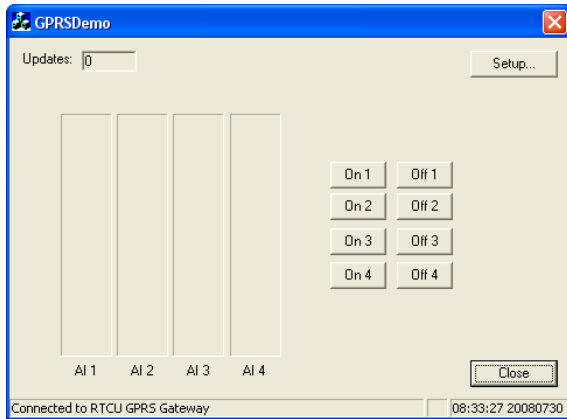 GPRSDemo
Updates: 0
Setup...
On 1 Off 1
On 2 Off 2
On 3 Off 3
On 4 Off 4
AI 1 AI 2 AI 3 AI 4
Close
Connected to RTCU GPRS Gateway 08:33:27 20080730